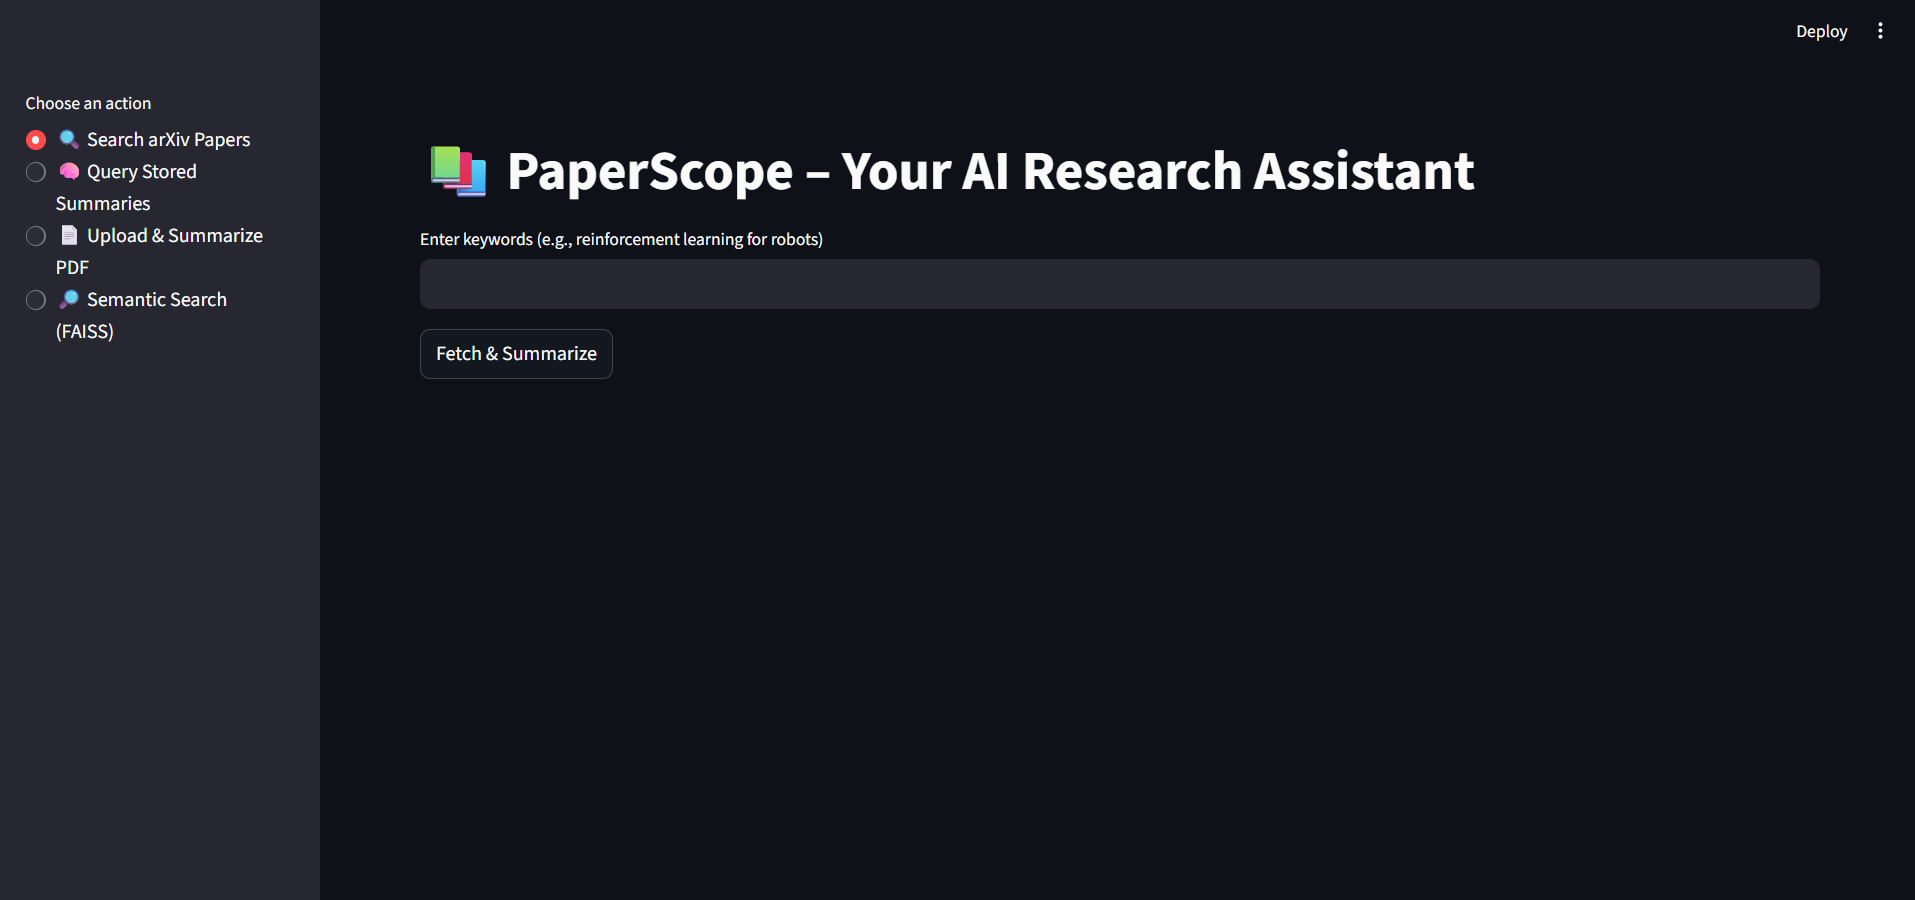 Deploy
Choose an action
🔍 Search arXiv Papers
🧠 Query Stored
Summaries
📄 Upload & Summarize
PDF
🔎 Semantic Search
(FAISS)
📚 PaperScope – Your AI Research Assistant
Enter keywords (e.g., reinforcement learning for robots)
Fetch & Summarize